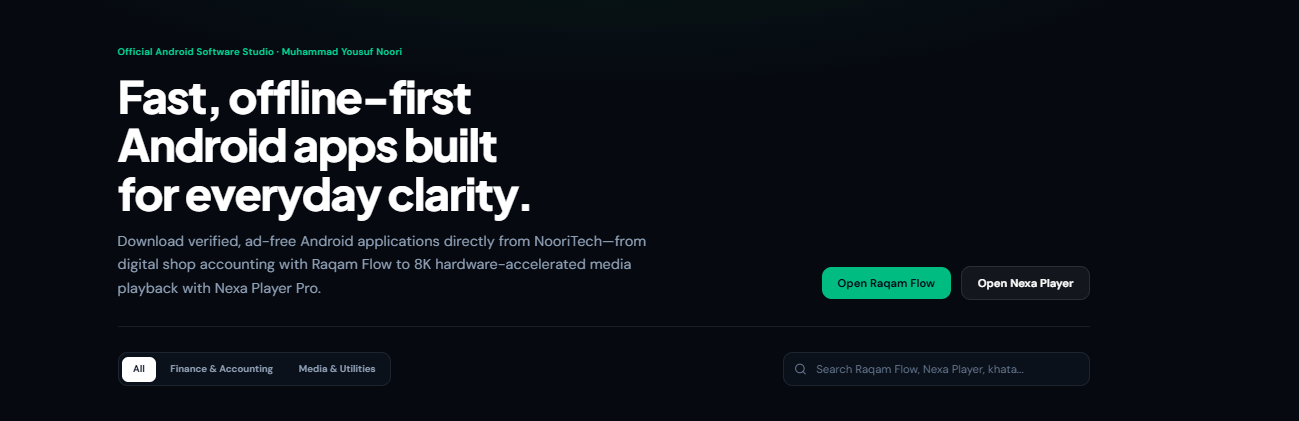 Official Android Software Studio · Muhammad Yousuf Noori
Fast, offline-first
Android apps built
for everyday clarity.
Download verified, ad-free Android applications directly from NooriTech—from
digital shop accounting with Raqam Flow to 8K hardware-accelerated media
playback with Nexa Player Pro.
Open Raqam Flow
Open Nexa Player
All
Finance & Accounting
Media & Utilities
Search Raqam Flow, Nexa Player, khata...